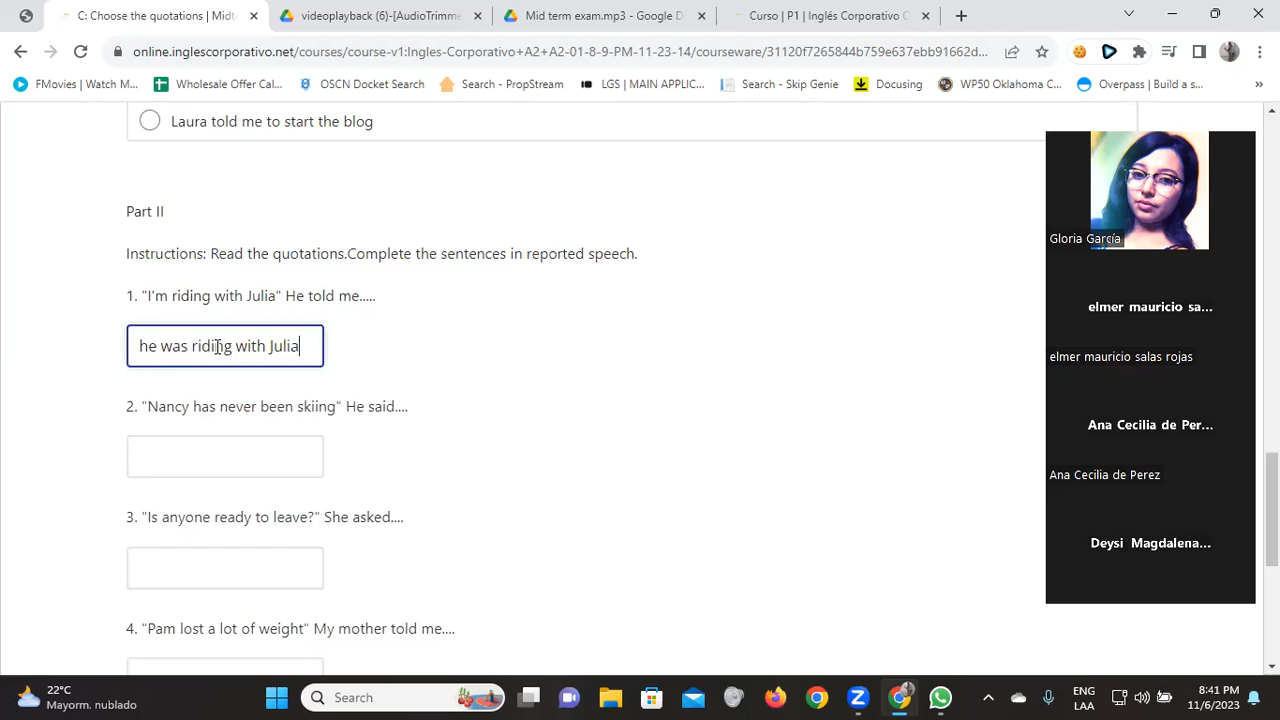 C: Choose the quotations | Midt
videoplayback (6)-[AudioTrimme
Mid term exam.mp3 - Google D
Curso | P1 | Inglés Corporativo C
online.inglescorporativo.net/courses/course-v1:Ingles-Corporativo+A2+A2-01-8-9-PM-11-23-14/courseware/31120f7265844b759e637ebb91662d...
FMovies | Watch M...
Wholesale Offer Cal...
OSCN Docket Search
Search - PropStream
LGS | MAIN APPLIC...
Search - Skip Genie
Docusing
WP50 Oklahoma C...
Overpass | Build a s...
»
Laura told me to start the blog
Part II
Instructions: Read the quotations.Complete the sentences in reported speech.
1. "I'm riding with Julia" He told me.....
he was riding with Julia
2. "Nancy has never been skiing" He said....
3. "Is anyone ready to leave?" She asked....
4. "Pam lost a lot of weight" My mother told me....
Gloria García
elmer mauricio sa...
elmer mauricio salas rojas
Ana Cecilia de Per...
Ana Cecilia de Perez
Deysi Magdalena...
22°C
Mayorm. nublado
Search
ENG
LAA
8:41 PM
11/6/2023